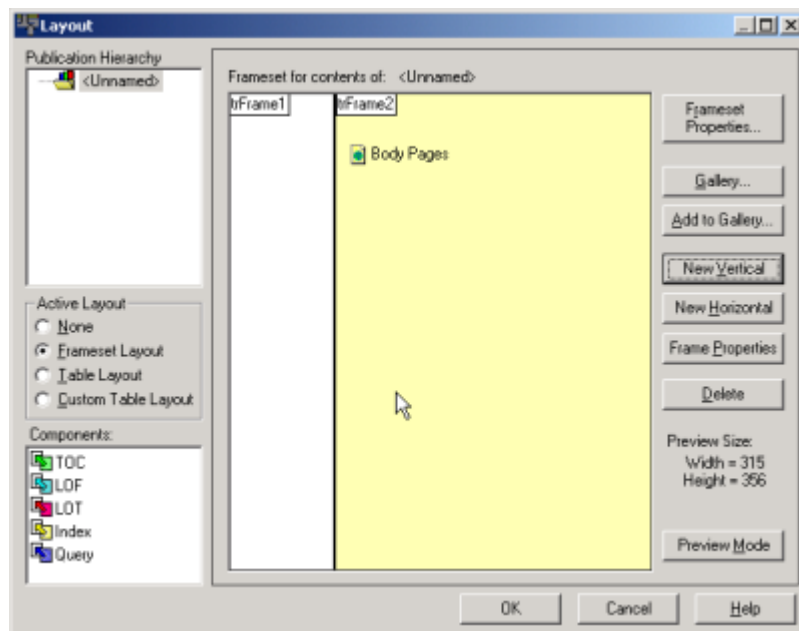 Layout
Publication Hierarchy
<Unnamed>
Frameset for contents of: <Unnamed>
trFrame1
trFrame2
Body Pages
Frameset
Properties...
Gallery...
Add to Gallery...
New Vertical
New Horizontal
Frame Properties
Delete
Preview Size:
Width = 315
Height = 356
Preview Mode
Active Layout
None
Frameset Layout
Table Layout
Custom Table Layout
Components:
TOC
LOF
LOT
Index
Query
OK
Cancel
Help